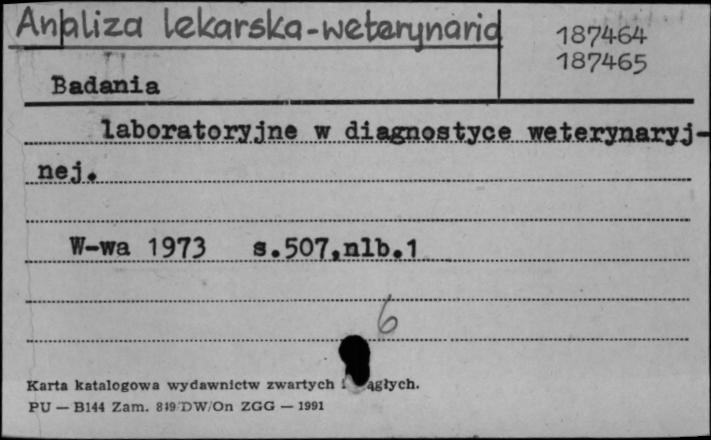 Analiza lekarska-weterynaria
187464
187465
Badania
laboratoryjne w diagnostyce weterynaryj-
nej.
W-wa 1973 s.507,nlb.1
6
Karta katalogowa wydawnictw zwartych i ciągłych.
PU — B144 Zam. 849/DW/On ZGG — 1991